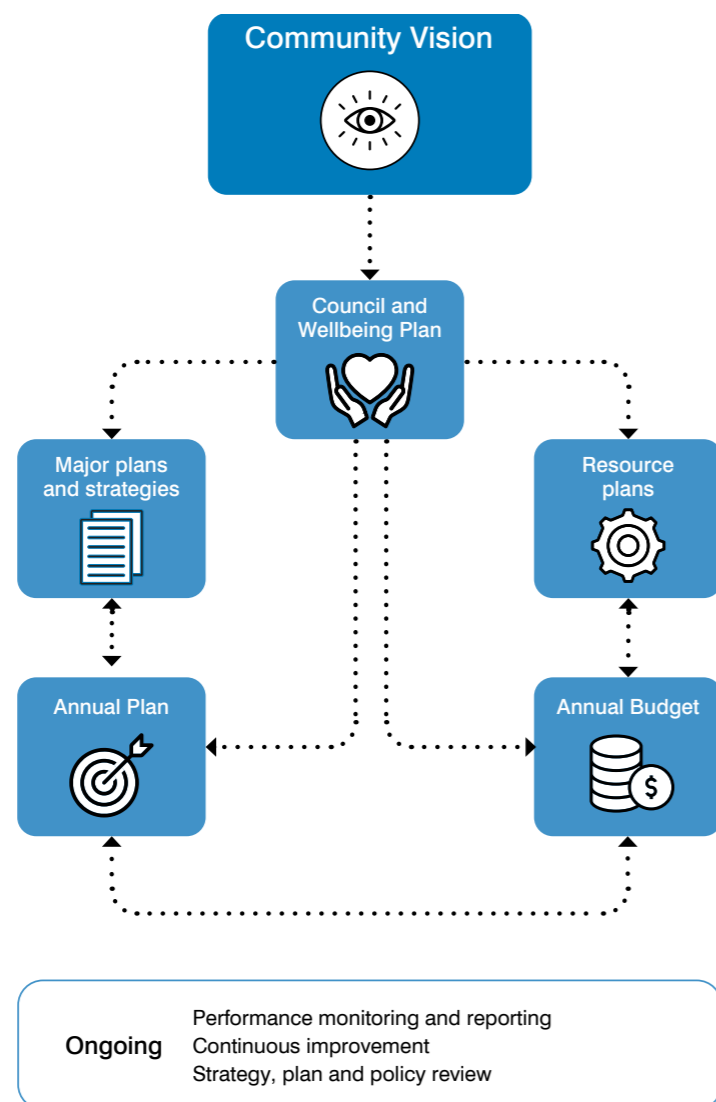 Community Vision
Council and
Wellbeing Plan
Major plans
and strategies
Resource
plans
Annual Plan
Annual Budget
$
Ongoing
Performance monitoring and reporting
Continuous improvement
Strategy, plan and policy review